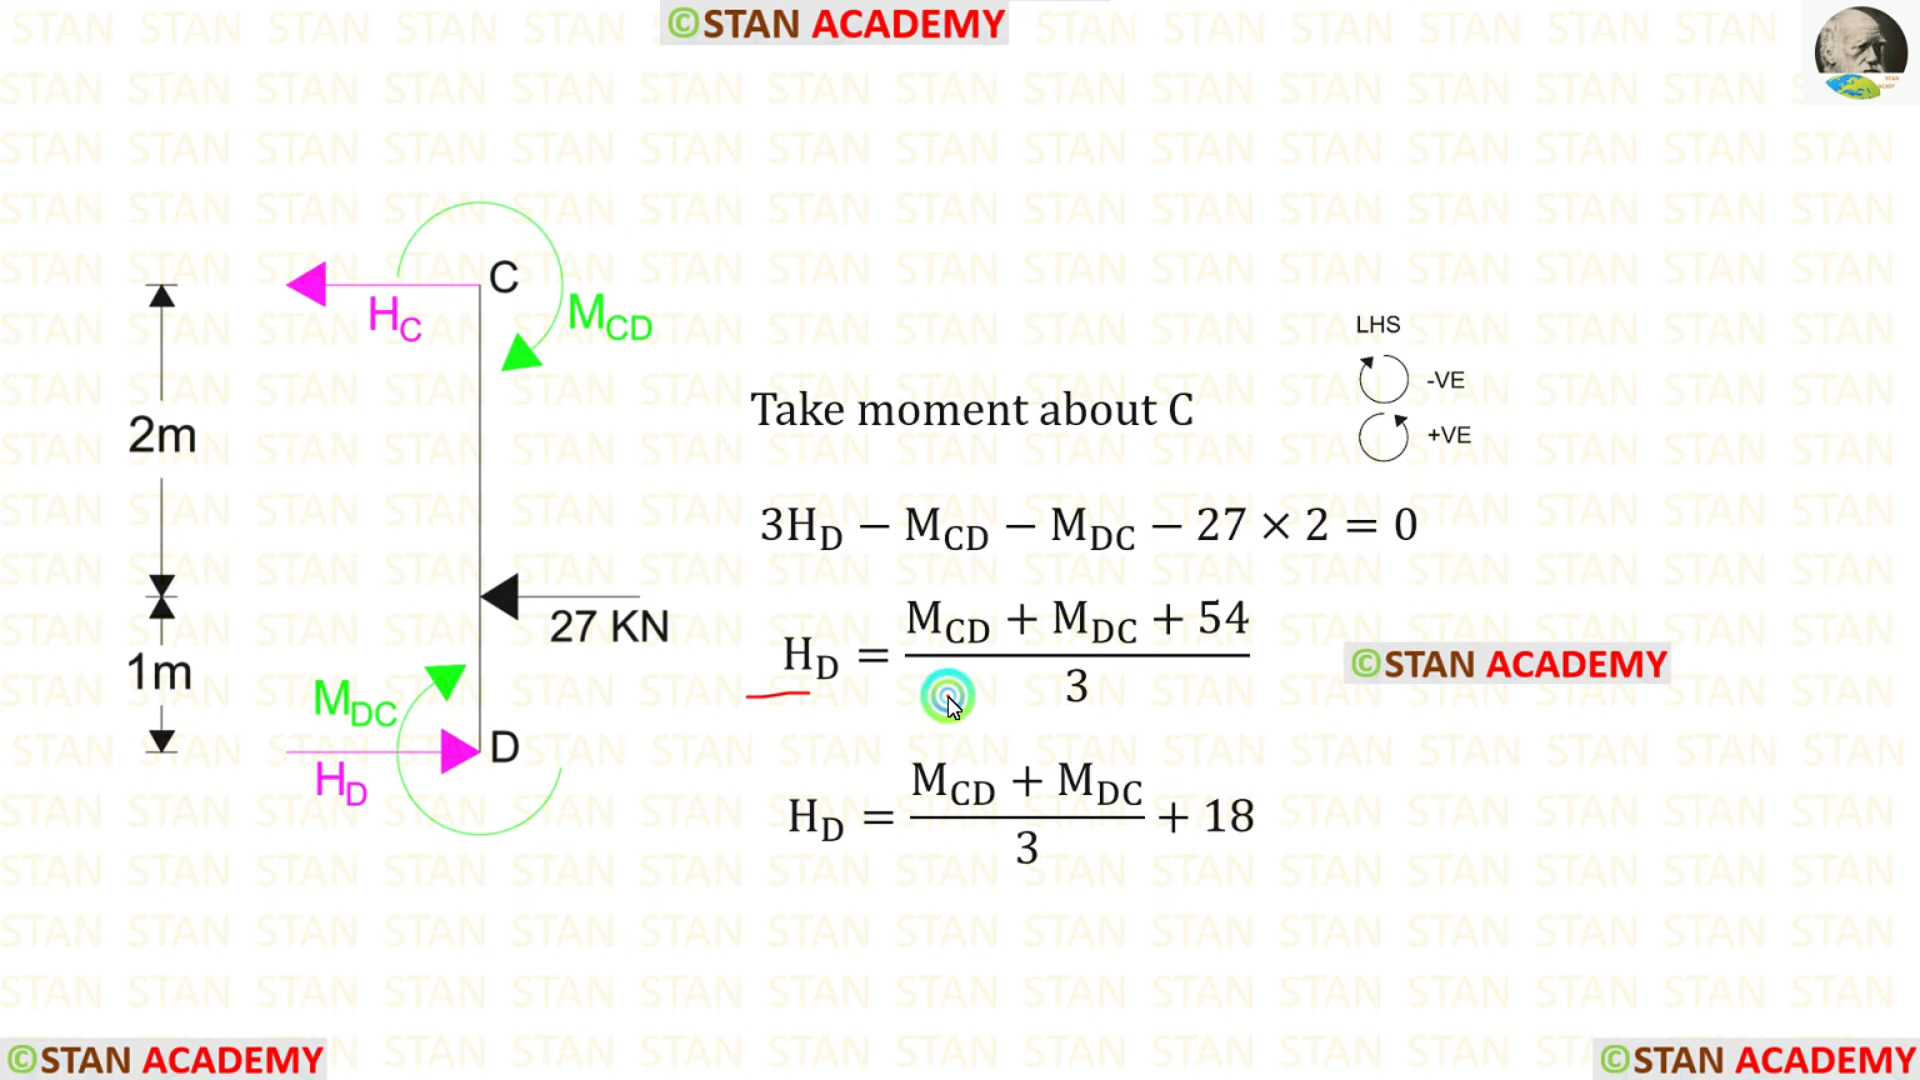 ©STAN ACADEMY
C
H_C
M_CD
LHS
-VE
+VE
2m
Take moment about C
3H_D − M_CD − M_DC − 27 × 2 = 0
27 KN
H_D = (M_CD + M_DC + 54) / 3
©STAN ACADEMY
1m
M_DC
D
H_D
H_D = (M_CD + M_DC) / 3 + 18
©STAN ACADEMY
©STAN ACADEMY